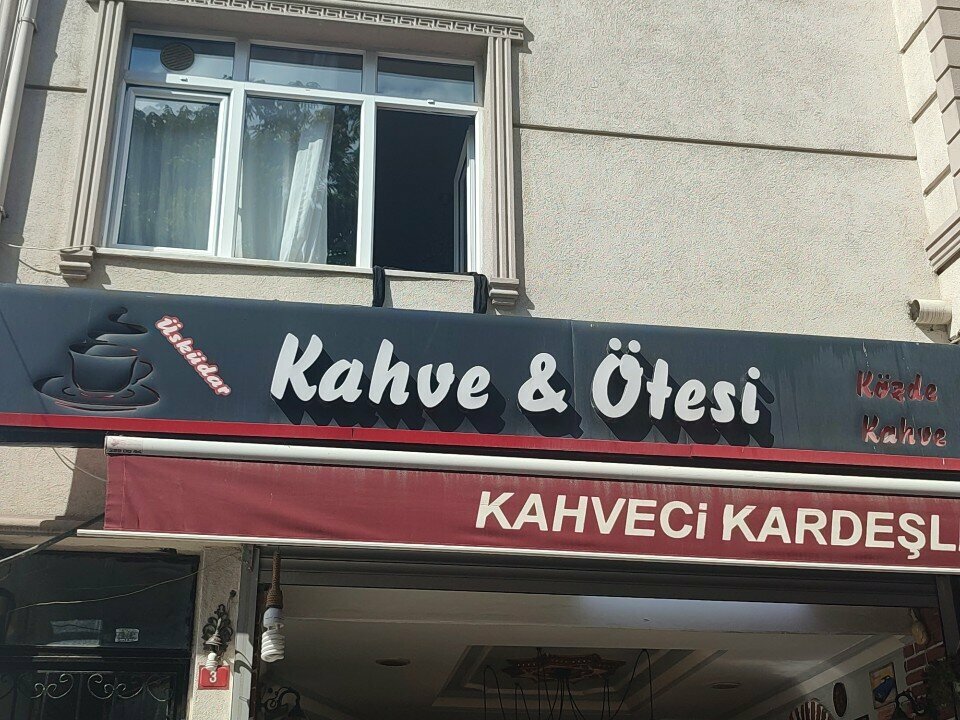 Üsküdar
Kahve & Ötesi
Közde
Kahve
KAHVECİ KARDEŞL
3